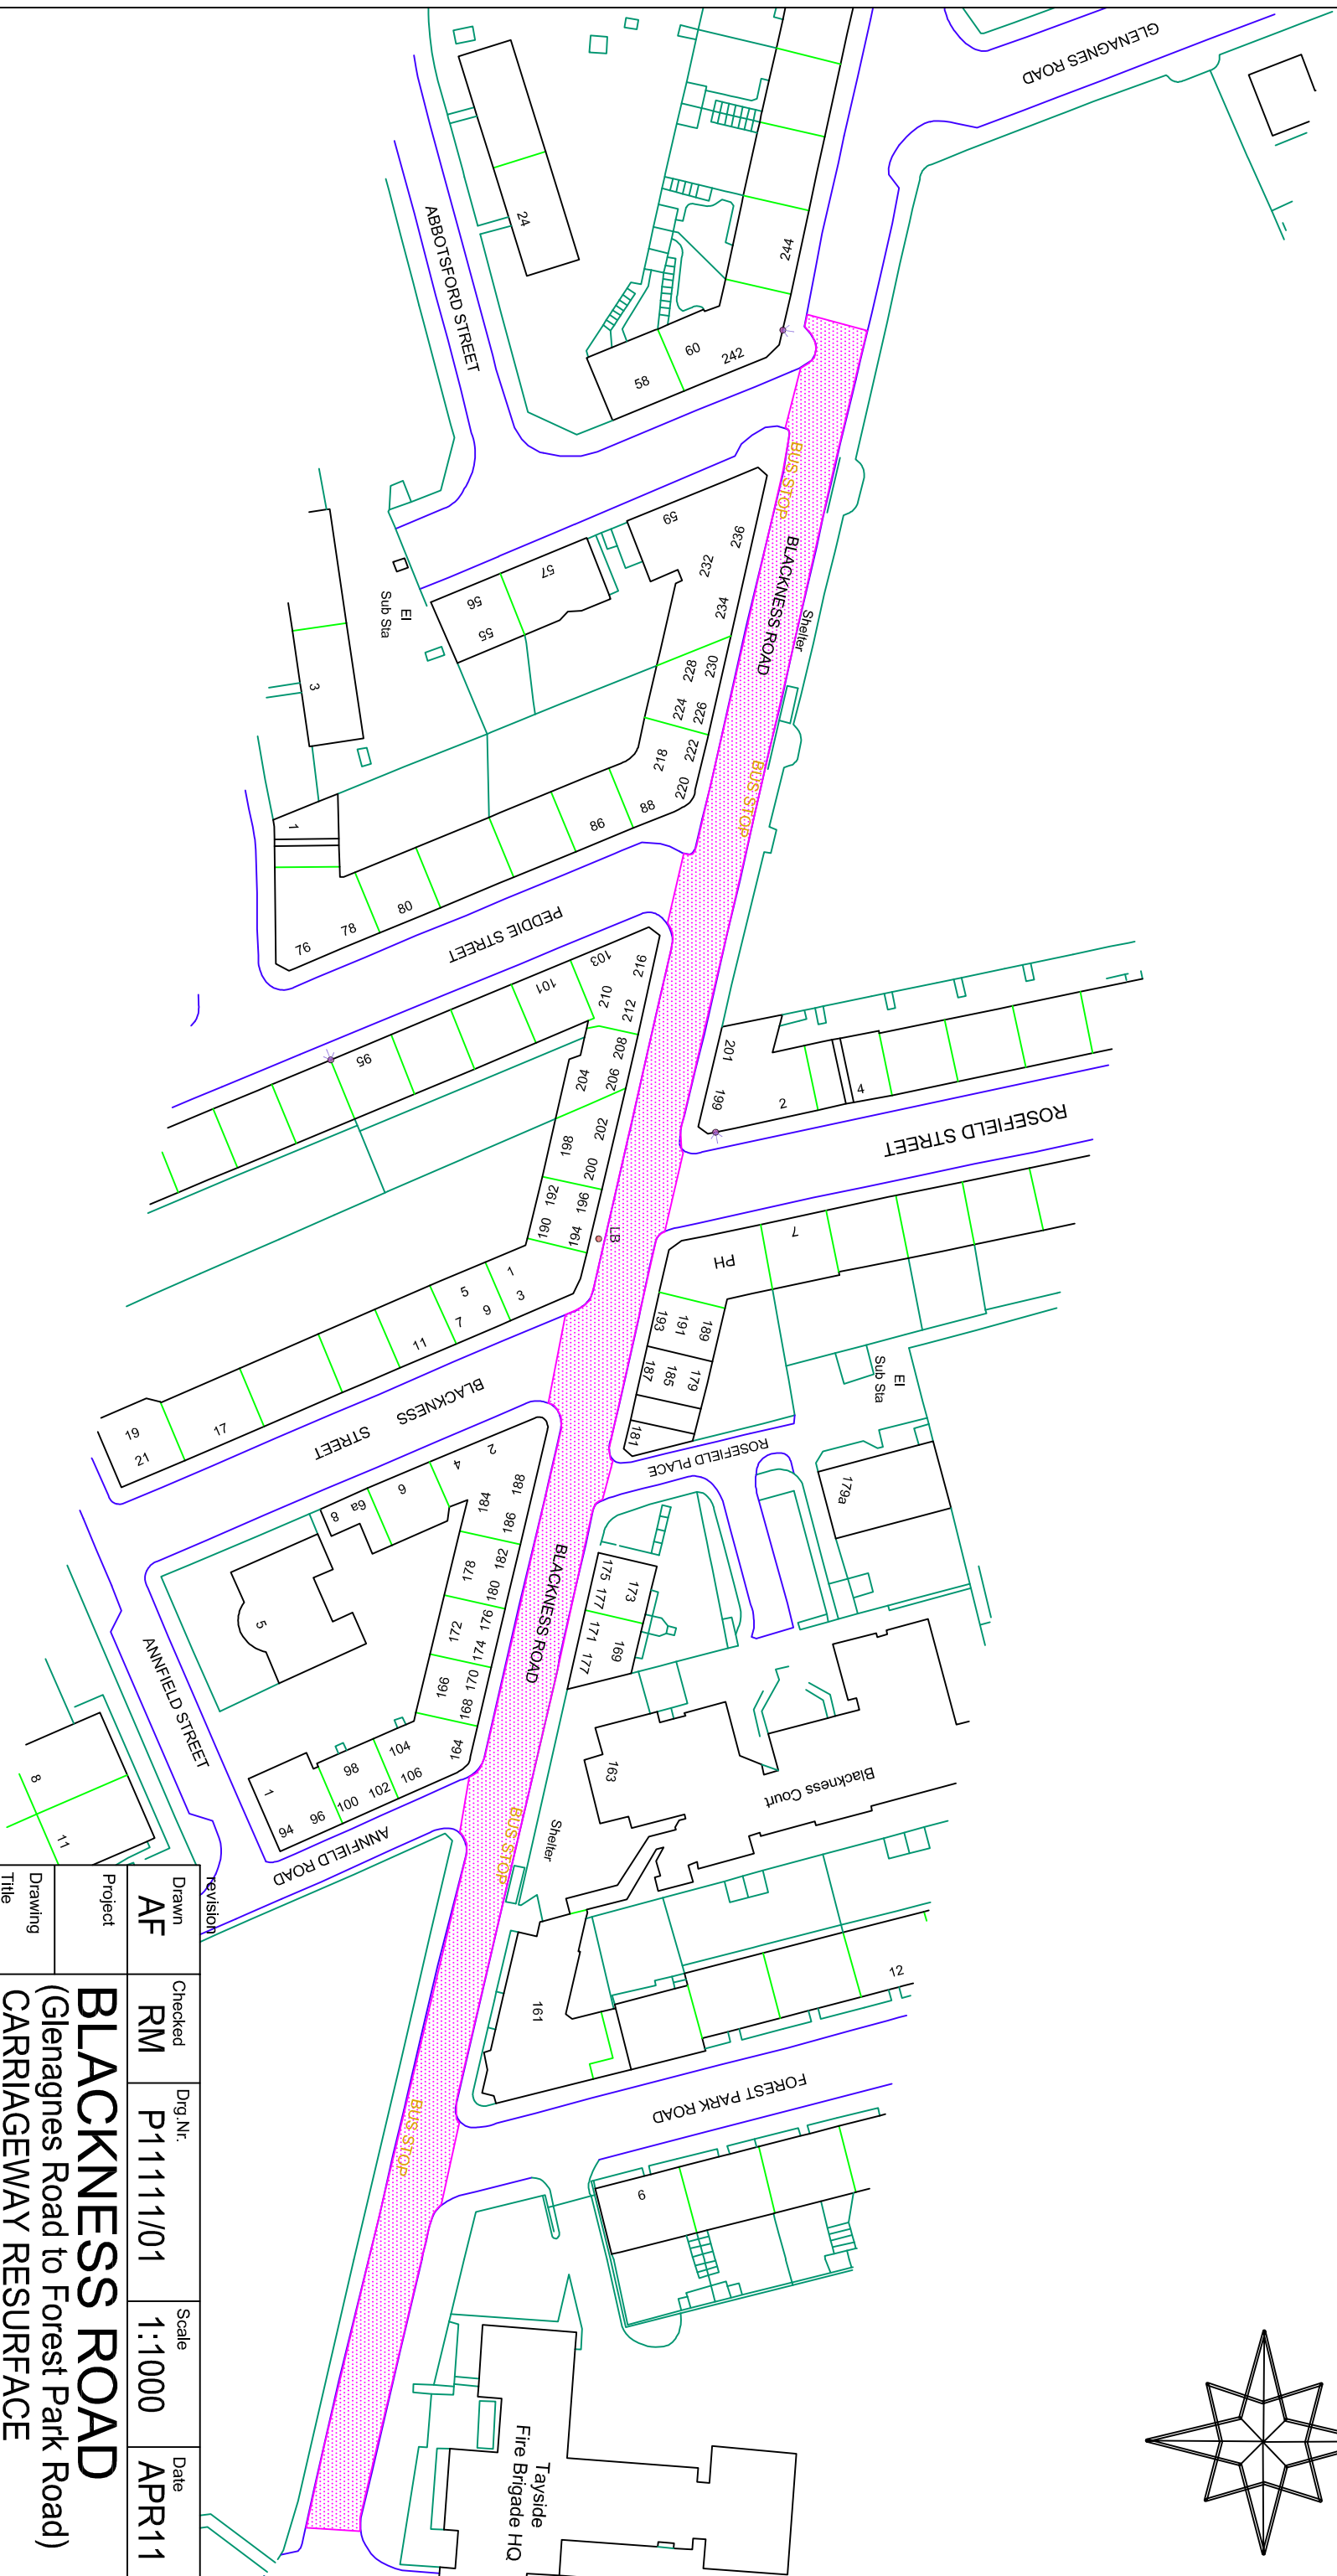 GLENAGNES ROAD
ABBOTSFORD STREET
24
244
242
60
58
BUS STOP
BLACKNESS ROAD
Shelter
59
236
232
234
57
56
55
El
Sub Sta
3
228
230
224
226
218
222
220
88
86
80
78
76
1
BUS STOP
PEDDIE STREET
103
101
95
216
210
212
208
204
206
202
198
200
192
196
190
194
LB
201
199
2
4
ROSEFIELD STREET
PH
7
193
191
189
187
185
179
181
El
Sub Sta
ROSEFIELD PLACE
179a
1
3
5
7
9
11
17
19
21
BLACKNESS STREET
2
4
6
6a
8
188
184
186
182
178
180
176
172
174
170
166
168
164
5
BLACKNESS ROAD
175
177
173
171
177
169
163
Blackness Court
ANNFIELD STREET
104
106
98
102
100
96
94
1
ANNFIELD ROAD
8
11
BUS STOP
Shelter
161
12
FOREST PARK ROAD
BUS STOP
9
Tayside
Fire Brigade HQ
revision
Drawn
AF
Checked
RM
Drg.Nr.
P11111/01
Scale
1:1000
Date
APR11
Project
BLACKNESS ROAD
(Glenagnes Road to Forest Park Road)
Drawing
Title
CARRIAGEWAY RESURFACE